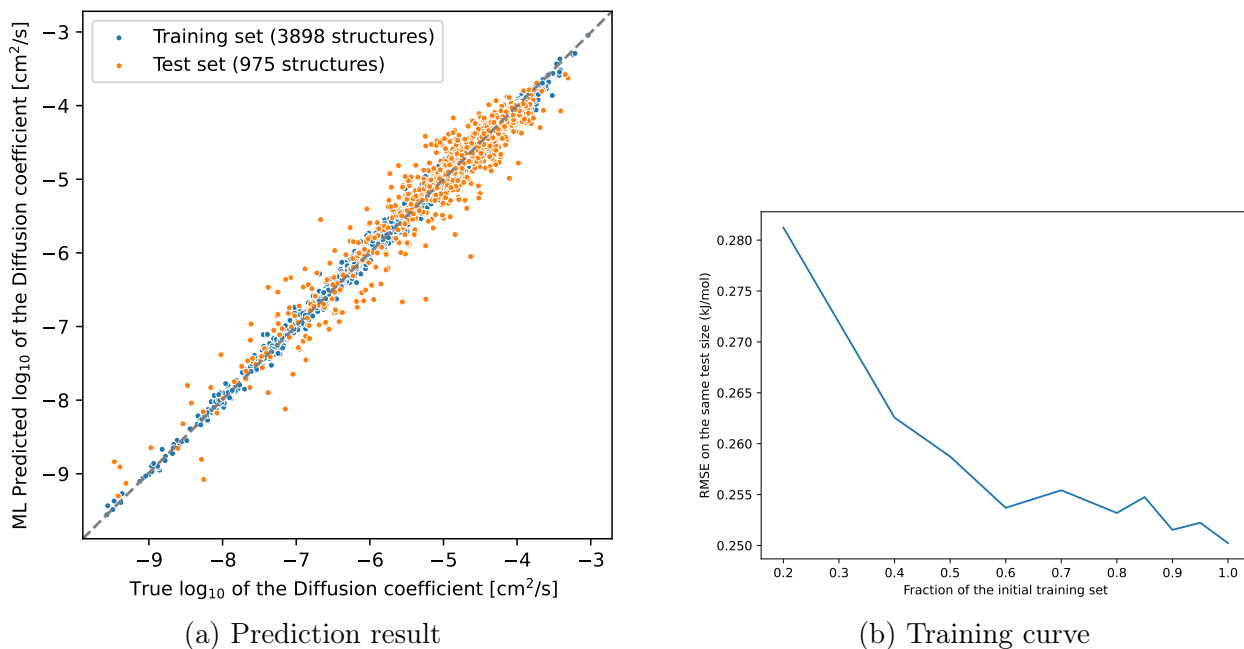 ML Predicted log₁₀ of the Diffusion coefficient [cm²/s]
−3
−4
−5
−6
−7
−8
−9
Training set (3898 structures)
Test set (975 structures)
−9 −8 −7 −6 −5 −4 −3
True log₁₀ of the Diffusion coefficient [cm²/s]
(a) Prediction result
RMSE on the same test size (kJ/mol)
0.280
0.275
0.270
0.265
0.260
0.255
0.250
0.2 0.3 0.4 0.5 0.6 0.7 0.8 0.9 1.0
Fraction of the initial training set
(b) Training curve